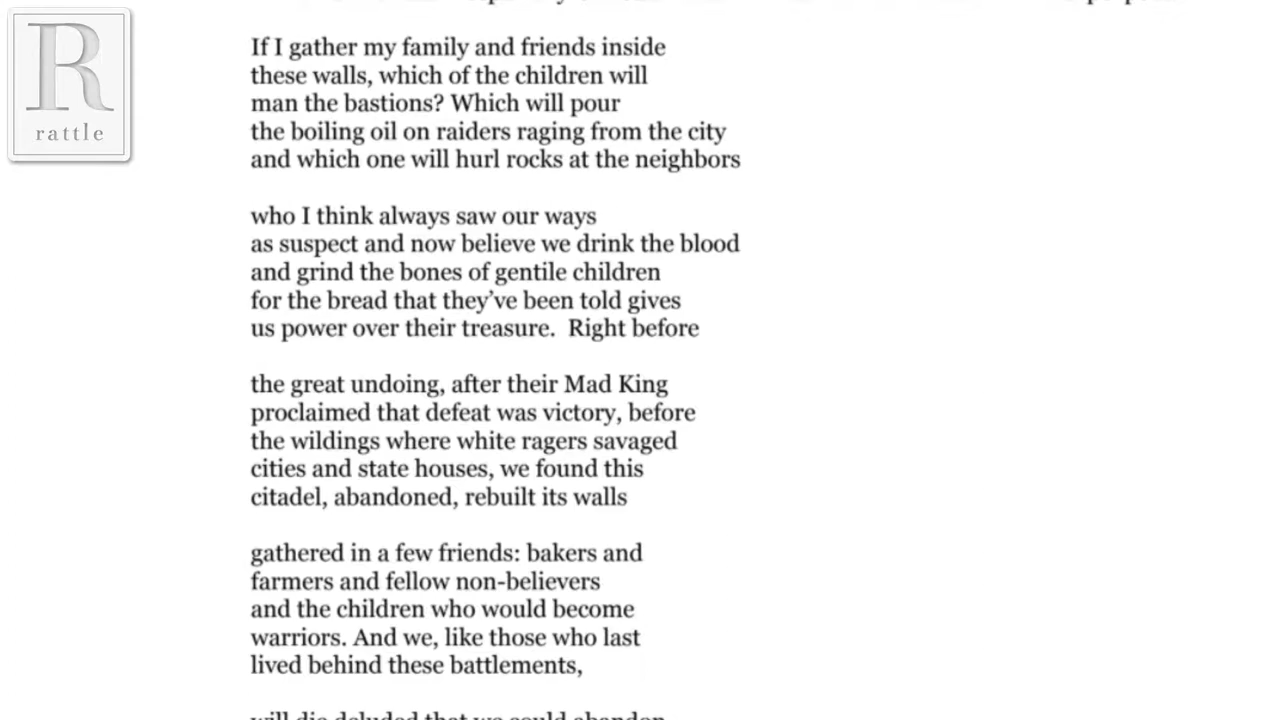 R
rattle
If I gather my family and friends inside
these walls, which of the children will
man the bastions? Which will pour
the boiling oil on raiders raging from the city
and which one will hurl rocks at the neighbors
who I think always saw our ways
as suspect and now believe we drink the blood
and grind the bones of gentile children
for the bread that they’ve been told gives
us power over their treasure.  Right before
the great undoing, after their Mad King
proclaimed that defeat was victory, before
the wildings where white ragers savaged
cities and state houses, we found this
citadel, abandoned, rebuilt its walls
gathered in a few friends: bakers and
farmers and fellow non-believers
and the children who would become
warriors. And we, like those who last
lived behind these battlements,
will die deluded that we could abandon